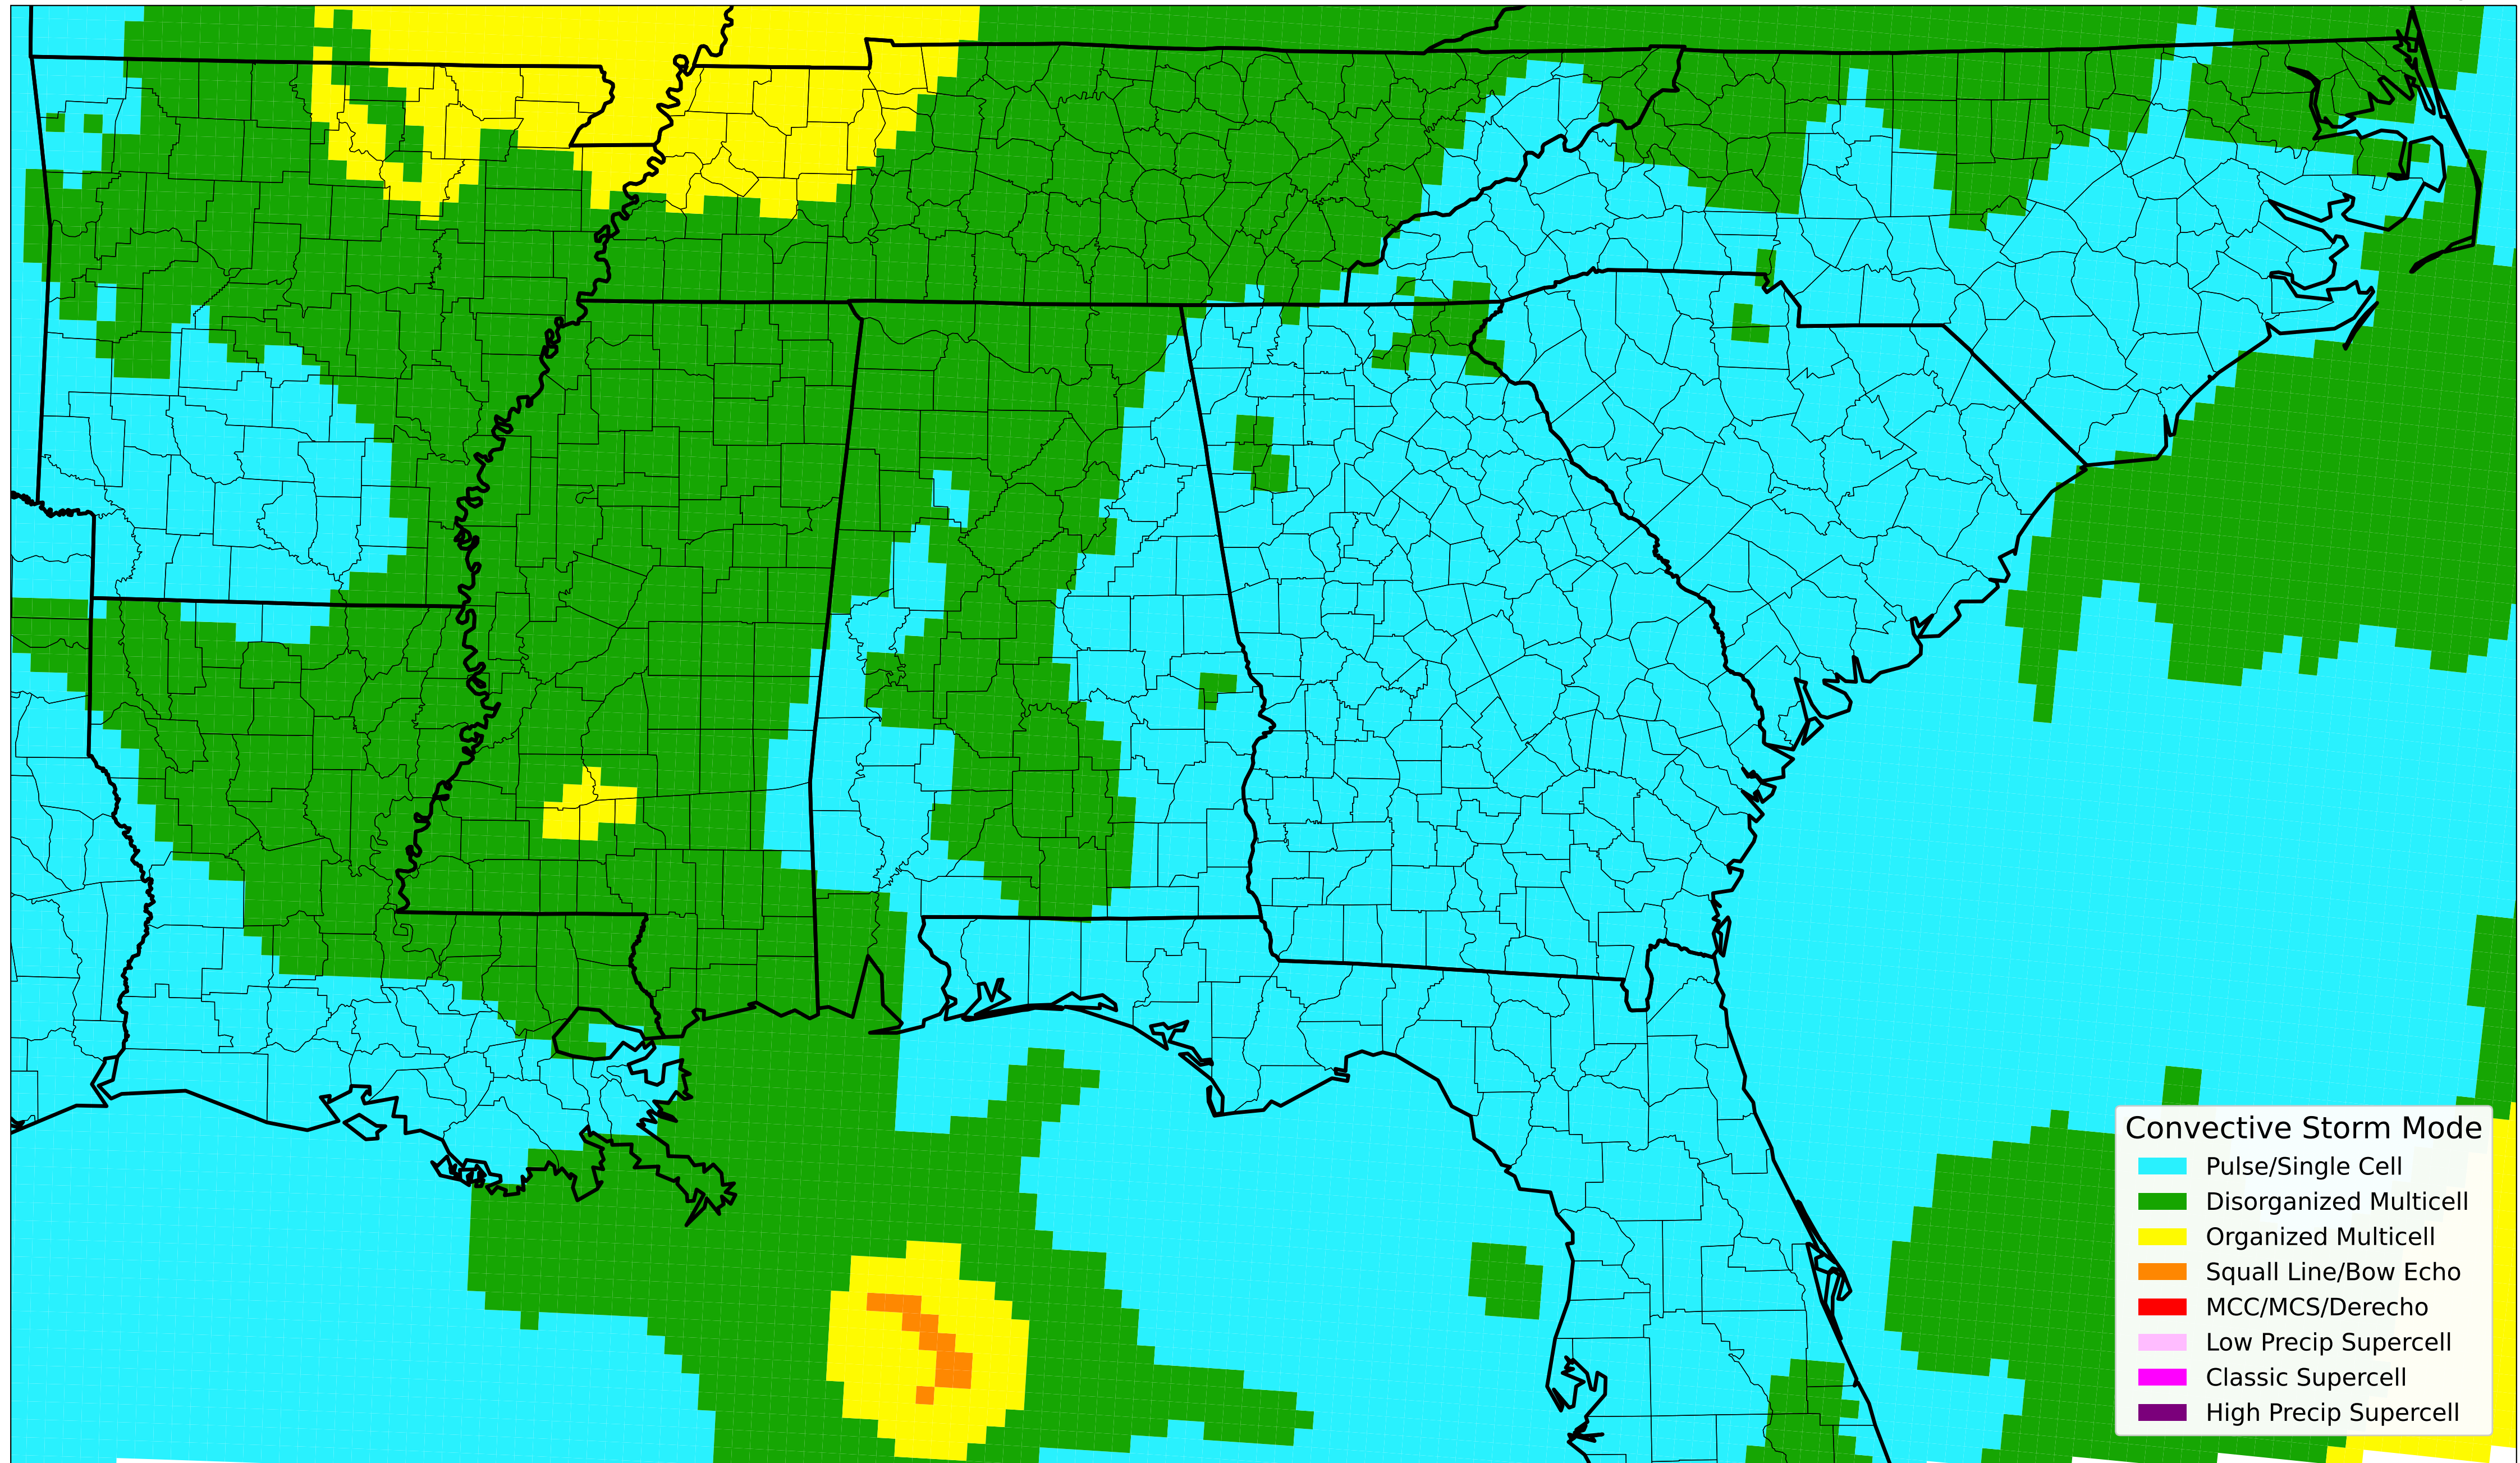 Convective Storm Mode
Pulse/Single Cell
Disorganized Multicell
Organized Multicell
Squall Line/Bow Echo
MCC/MCS/Derecho
Low Precip Supercell
Classic Supercell
High Precip Supercell